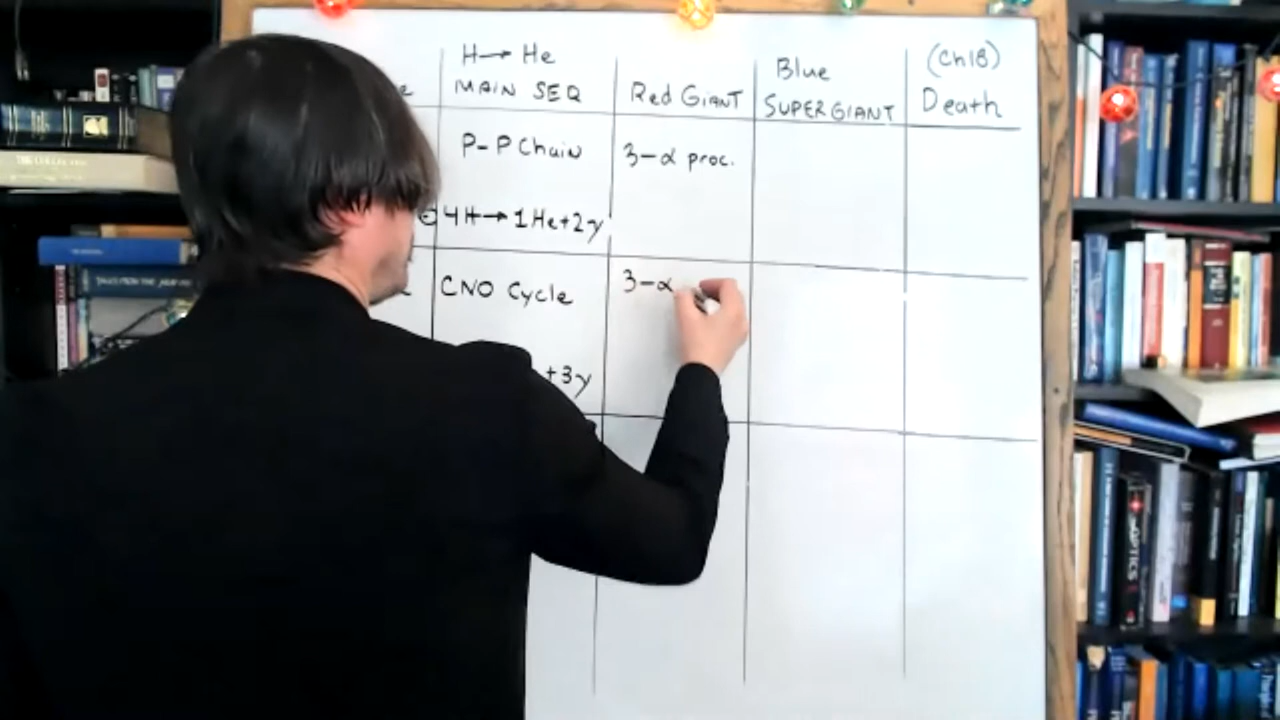 H→He
MAIN SEQ
Red GIANT
Blue
SUPERGIANT
(Ch18)
Death
P-P Chain
3-α proc.
4H→1He+2γ
CNO Cycle
3-α
+3γ
OPTICS